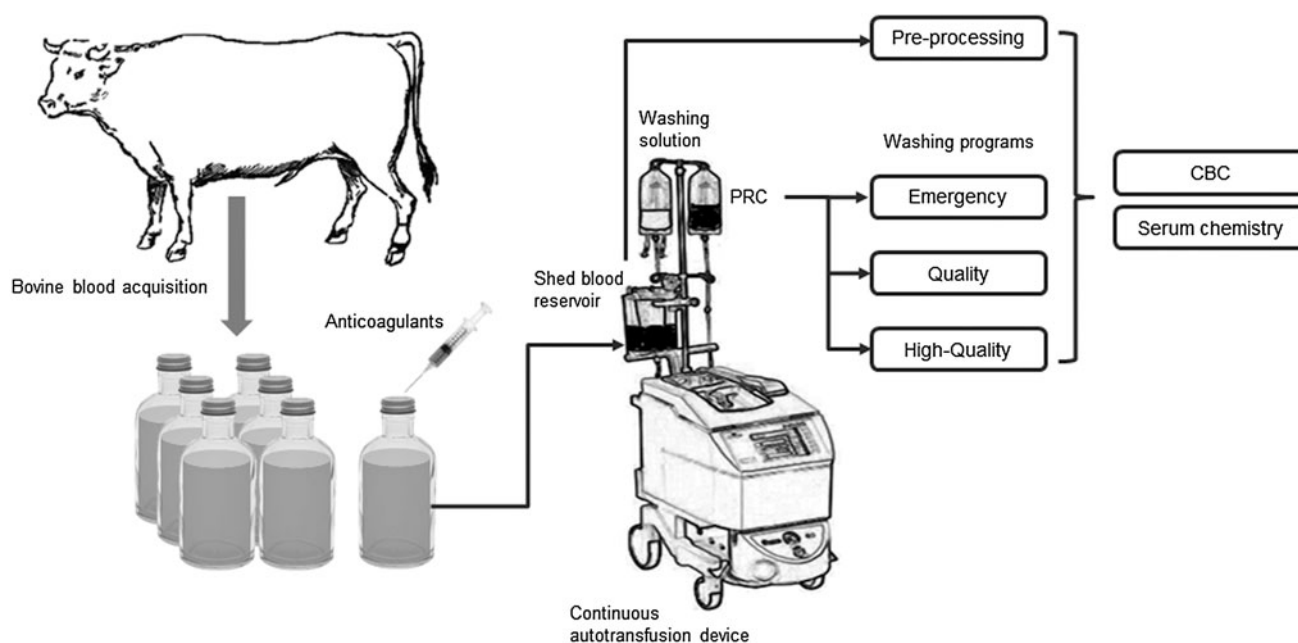 Pre-processing
Washing
solution
Washing programs
CBC
PRC
Emergency
Serum chemistry
Bovine blood acquisition
Shed blood
reservoir
Quality
Anticoagulants
High-Quality
Continuous
autotransfusion device